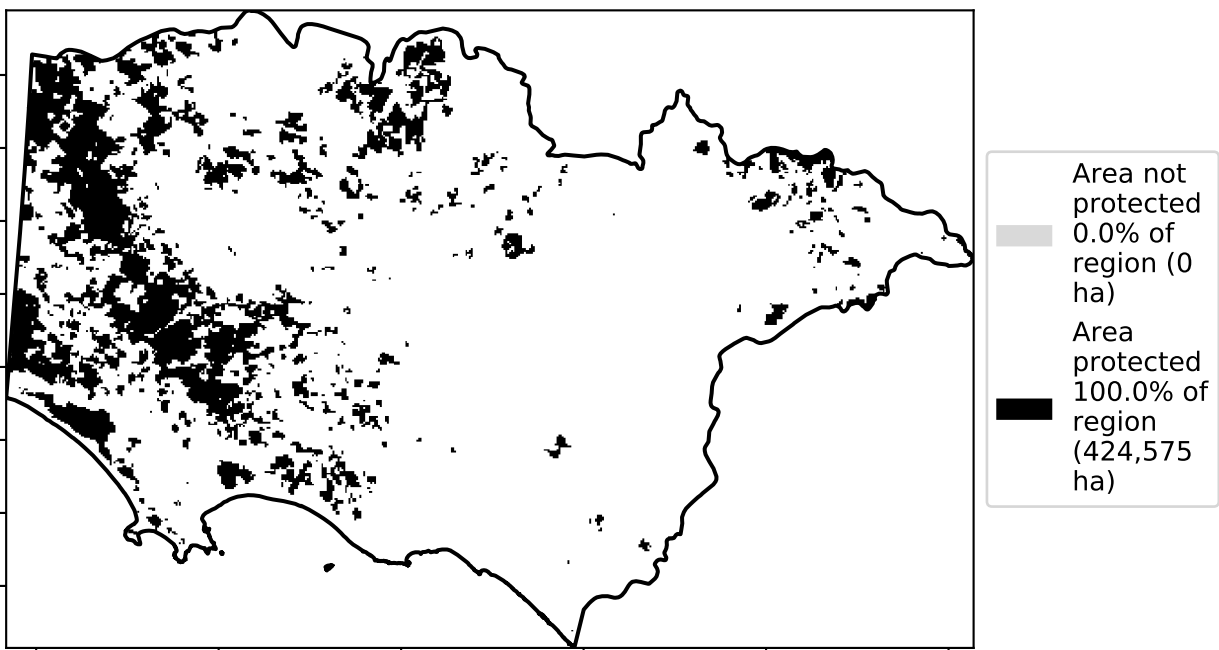 Area not
protected
0.0% of
region (0
ha)
Area
protected
100.0% of
region
(424,575
ha)